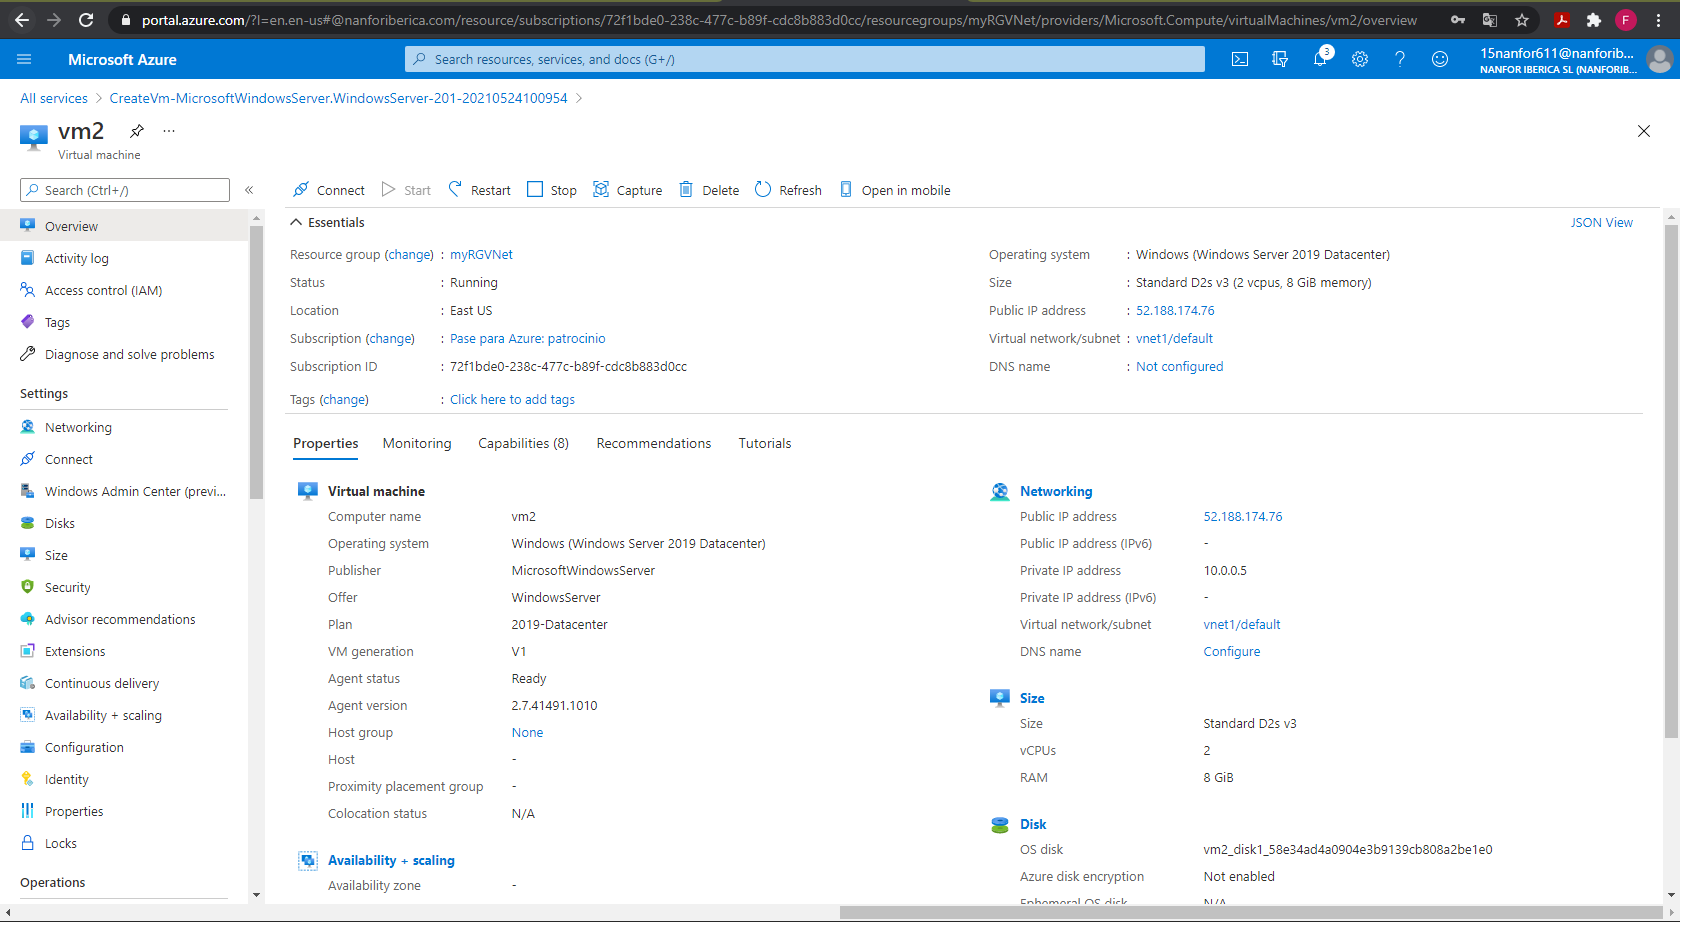 portal.azure.com/?l=en.en-us#@nanforiberica.com/resource/subscriptions/72f1bde0-238c-477c-b89f-cdc8b883d0cc/resourcegroups/myRGVNet/providers/Microsoft.Compute/virtualMachines/vm2/overview
F
Microsoft Azure
Search resources, services, and docs (G+/)
3
15nanfor611@nanforib...
NANFOR IBERICA SL (NANFORIB...
All services > CreateVm-MicrosoftWindowsServer.WindowsServer-201-20210524100954 >
vm2
...
Virtual machine
Search (Ctrl+/)
«
Connect
Start
Restart
Stop
Capture
Delete
Refresh
Open in mobile
Overview
Activity log
Access control (IAM)
Tags
Diagnose and solve problems
Settings
Networking
Connect
Windows Admin Center (previ...
Disks
Size
Security
Advisor recommendations
Extensions
Continuous delivery
Availability + scaling
Configuration
Identity
Properties
Locks
Operations
Essentials
JSON View
Resource group (change) : myRGVNet
Status : Running
Location : East US
Subscription (change) : Pase para Azure: patrocinio
Subscription ID : 72f1bde0-238c-477c-b89f-cdc8b883d0cc
Tags (change) : Click here to add tags
Operating system : Windows (Windows Server 2019 Datacenter)
Size : Standard D2s v3 (2 vcpus, 8 GiB memory)
Public IP address : 52.188.174.76
Virtual network/subnet : vnet1/default
DNS name : Not configured
Properties
Monitoring
Capabilities (8)
Recommendations
Tutorials
Virtual machine
Computer name vm2
Operating system Windows (Windows Server 2019 Datacenter)
Publisher MicrosoftWindowsServer
Offer WindowsServer
Plan 2019-Datacenter
VM generation V1
Agent status Ready
Agent version 2.7.41491.1010
Host group None
Host -
Proximity placement group -
Colocation status N/A
Availability + scaling
Availability zone -
Networking
Public IP address 52.188.174.76
Public IP address (IPv6) -
Private IP address 10.0.0.5
Private IP address (IPv6) -
Virtual network/subnet vnet1/default
DNS name Configure
Size
Size Standard D2s v3
vCPUs 2
RAM 8 GiB
Disk
OS disk vm2_disk1_58e34ad4a0904e3b9139cb808a2be1e0
Azure disk encryption Not enabled
Ephemeral OS disk N/A